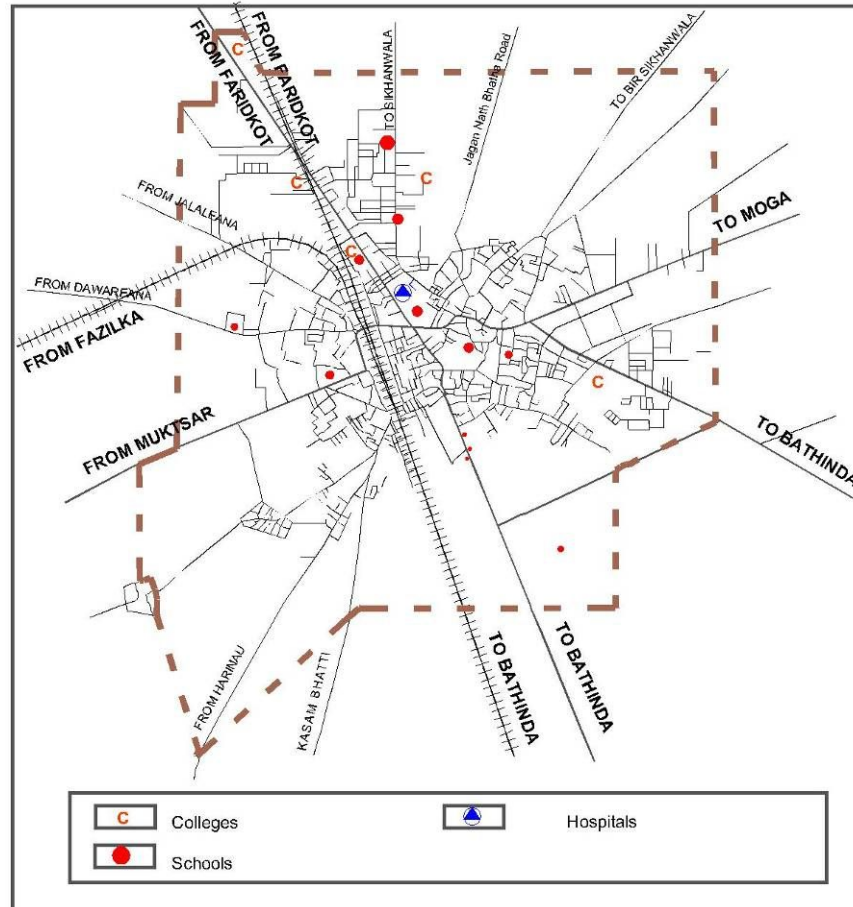 C
FROM FARIDKOT
FROM FARIDKOT
TO SIKHANWALA
Jagan Nath Bhatha Road
TO BIR SIKHANWALA
C
C
FROM JALALEANA
TO MOGA
C
FROM DAWAREANA
FROM FAZILKA
C
FROM MUKTSAR
TO BATHINDA
FROM HARINAU
KASAM BHATTI
TO BATHINDA
TO BATHINDA
C Colleges
Hospitals
Schools